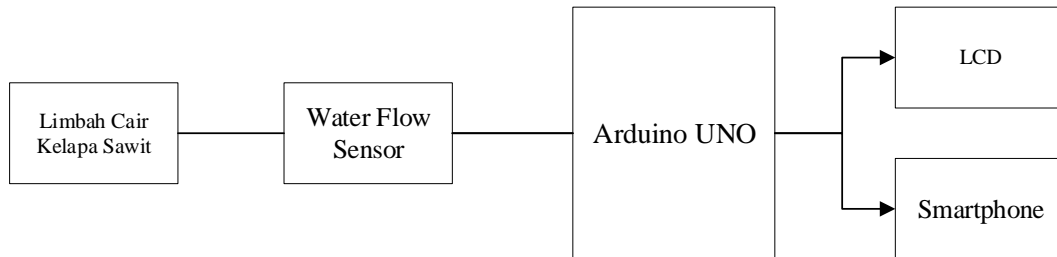 Limbah Cair
Kelapa Sawit
Water Flow
Sensor
Arduino UNO
LCD
Smartphone